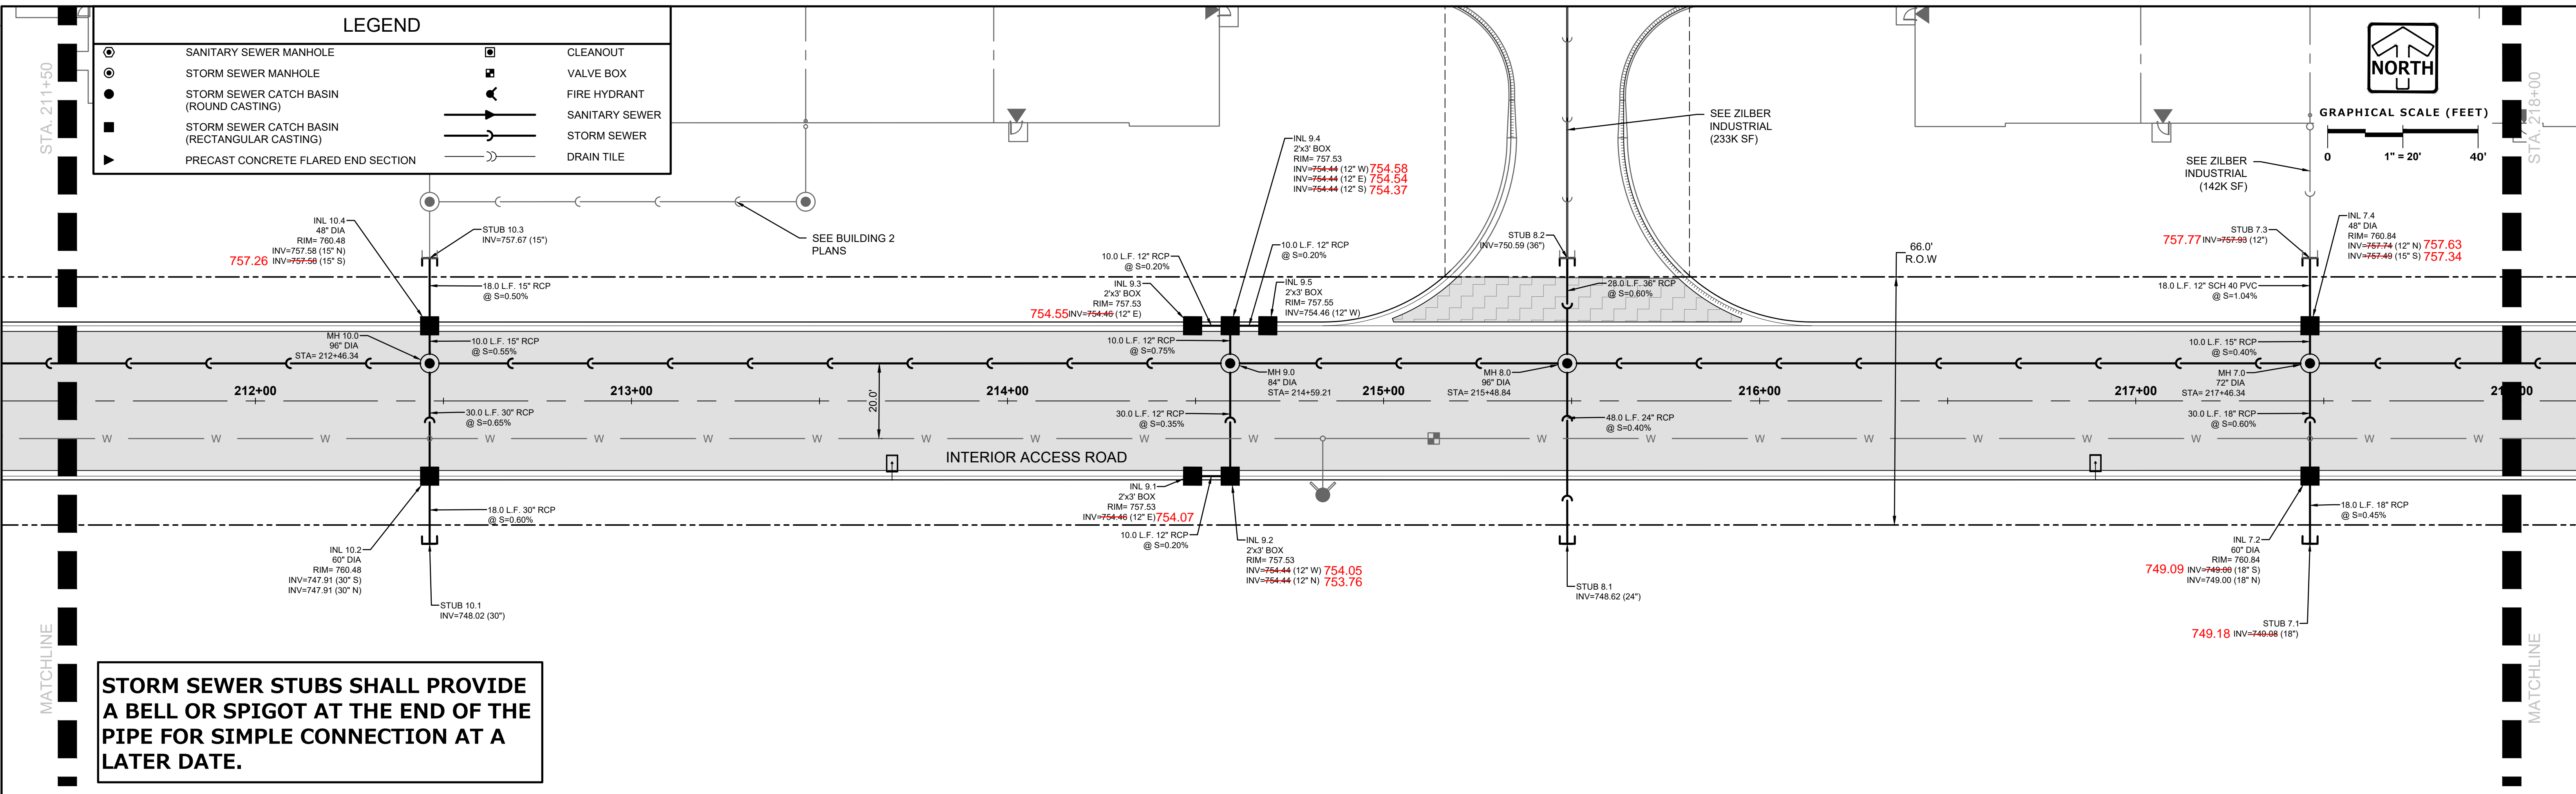 LEGEND
SANITARY SEWER MANHOLE
STORM SEWER MANHOLE
STORM SEWER CATCH BASIN
(ROUND CASTING)
STORM SEWER CATCH BASIN
(RECTANGULAR CASTING)
PRECAST CONCRETE FLARED END SECTION
CLEANOUT
VALVE BOX
FIRE HYDRANT
SANITARY SEWER
STORM SEWER
DRAIN TILE
STA. 211+50
MATCHLINE
INL 10.4
48" DIA
RIM= 760.48
INV=757.58 (15" N)
757.26 INV=757.58 (15" S)
STUB 10.3
INV=757.67 (15")
SEE BUILDING 2
PLANS
18.0 L.F. 15" RCP
@ S=0.50%
MH 10.0
96" DIA
STA= 212+46.34
10.0 L.F. 15" RCP
@ S=0.55%
30.0 L.F. 30" RCP
@ S=0.65%
18.0 L.F. 30" RCP
@ S=0.60%
INL 10.2
60" DIA
RIM= 760.48
INV=747.91 (30" S)
INV=747.91 (30" N)
STUB 10.1
INV=748.02 (30")
INL 9.4
2'x3' BOX
RIM= 757.53
INV=754.44 (12" W) 754.58
INV=754.44 (12" E) 754.54
INV=754.44 (12" S) 754.37
10.0 L.F. 12" RCP
@ S=0.20%
10.0 L.F. 12" RCP
@ S=0.20%
INL 9.3
2'x3' BOX
RIM= 757.53
754.55 INV=754.46 (12" E)
INL 9.5
2'x3' BOX
RIM= 757.55
INV=754.46 (12" W)
10.0 L.F. 12" RCP
@ S=0.75%
MH 9.0
84" DIA
STA= 214+59.21
30.0 L.F. 12" RCP
@ S=0.35%
INL 9.1
2'x3' BOX
RIM= 757.53
INV=754.46 (12" E) 754.07
10.0 L.F. 12" RCP
@ S=0.20%
INL 9.2
2'x3' BOX
RIM= 757.53
INV=754.44 (12" W) 754.05
INV=754.44 (12" N) 753.76
SEE ZILBER
INDUSTRIAL
(233K SF)
STUB 8.2
INV=750.59 (36")
28.0 L.F. 36" RCP
@ S=0.60%
MH 8.0
96" DIA
STA= 215+48.84
48.0 L.F. 24" RCP
@ S=0.40%
STUB 8.1
INV=748.62 (24")
66.0'
R.O.W
20.0'
212+00
213+00
214+00
215+00
216+00
217+00
W W W W W W W W W W W W W W W W W W W W W W
INTERIOR ACCESS ROAD
NORTH
GRAPHICAL SCALE (FEET)
0 1" = 20' 40'
SEE ZILBER
INDUSTRIAL
(142K SF)
STUB 7.3
757.77 INV=757.93 (12")
INL 7.4
48" DIA
RIM= 760.84
INV=757.74 (12" N) 757.63
INV=757.49 (15" S) 757.34
18.0 L.F. 12" SCH 40 PVC
@ S=1.04%
10.0 L.F. 15" RCP
@ S=0.40%
MH 7.0
72" DIA
STA= 217+46.34
30.0 L.F. 18" RCP
@ S=0.60%
18.0 L.F. 18" RCP
@ S=0.45%
INL 7.2
60" DIA
RIM= 760.84
749.09 INV=749.00 (18" S)
INV=749.00 (18" N)
STUB 7.1
749.18 INV=749.08 (18")
STA. 218+00
MATCHLINE
STORM SEWER STUBS SHALL PROVIDE
A BELL OR SPIGOT AT THE END OF THE
PIPE FOR SIMPLE CONNECTION AT A
LATER DATE.